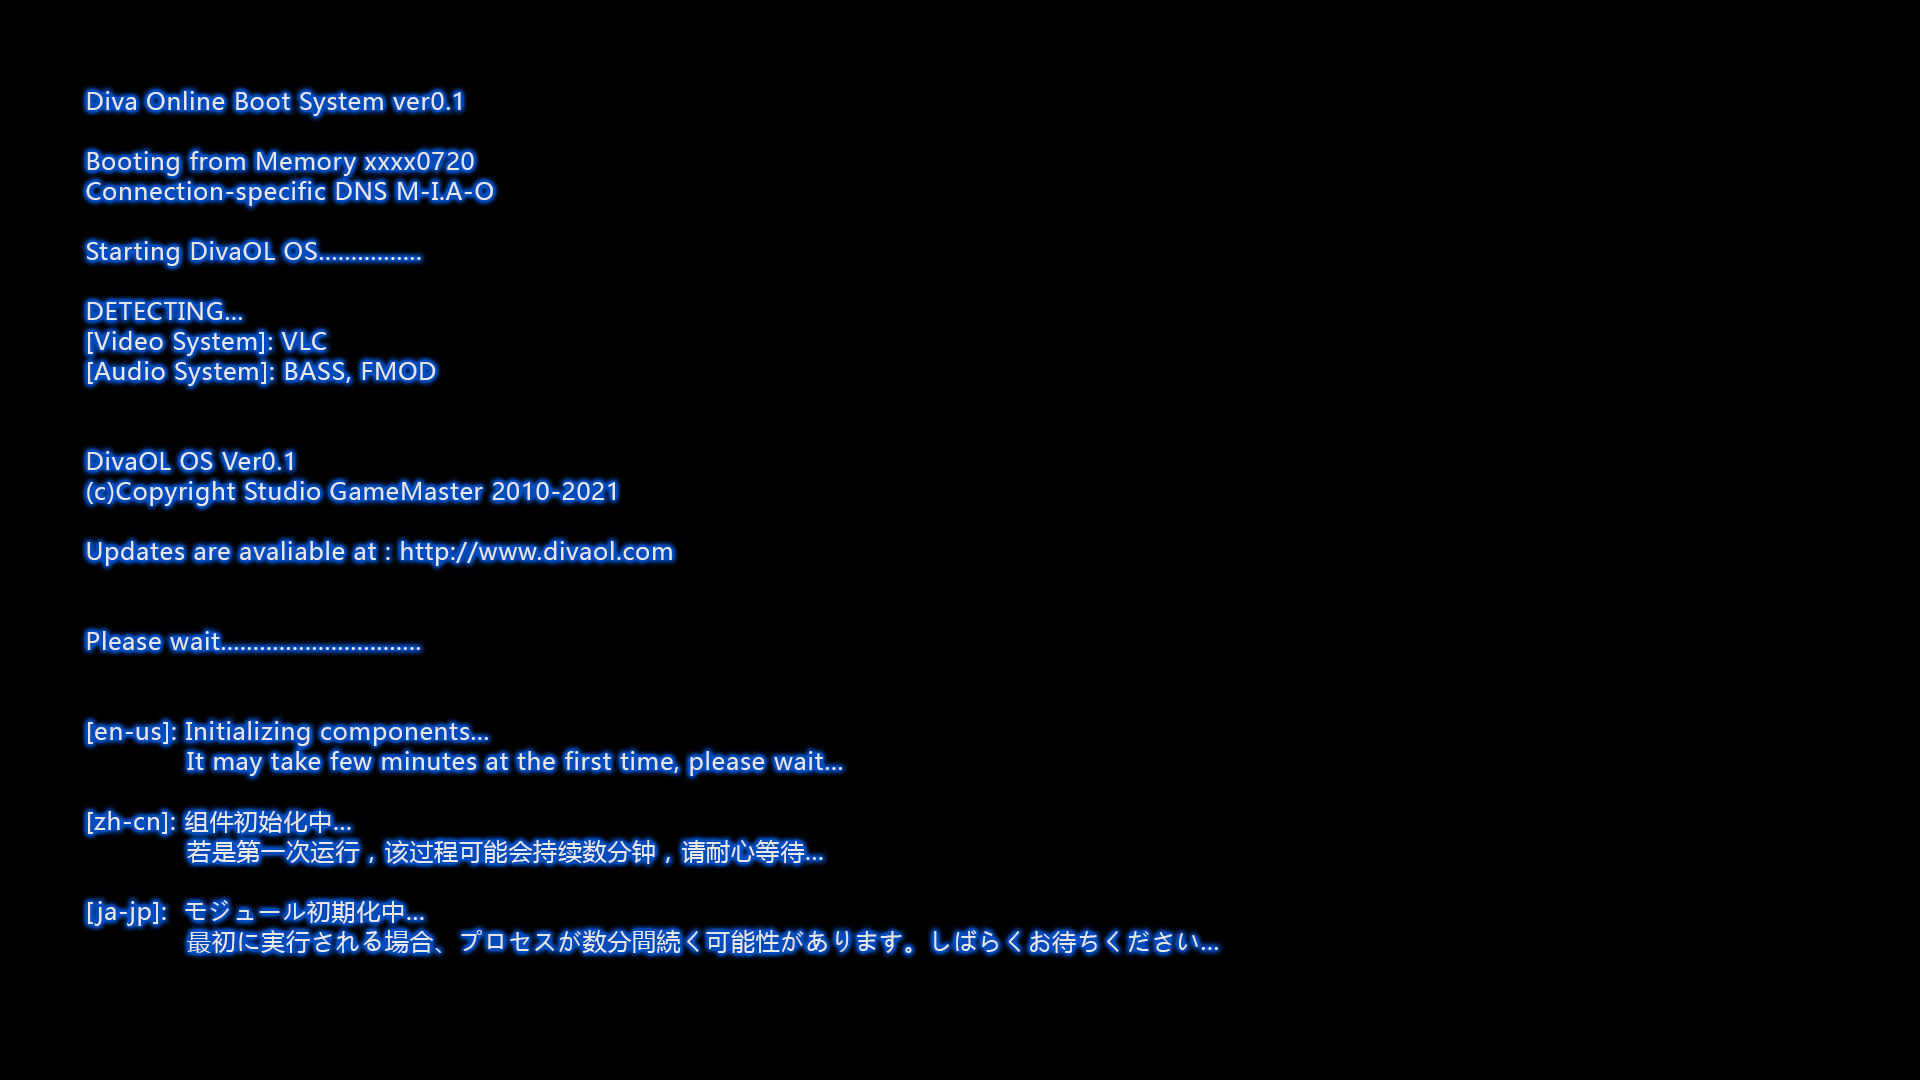 Diva Online Boot System ver0.1
Booting from Memory xxxx0720
Connection-specific DNS M-I.A-O
Starting DivaOL OS................
DETECTING...
[Video System]: VLC
[Audio System]: BASS, FMOD
DivaOL OS Ver0.1
(c)Copyright Studio GameMaster 2010-2021
Updates are avaliable at : http://www.divaol.com
Please wait...............................
[en-us]: Initializing components...
It may take few minutes at the first time, please wait...
[zh-cn]: 组件初始化中...
若是第一次运行，该过程可能会持续数分钟，请耐心等待...
[ja-jp]: モジュール初期化中...
最初に実行される場合、プロセスが数分間続く可能性があります。しばらくお待ちください...